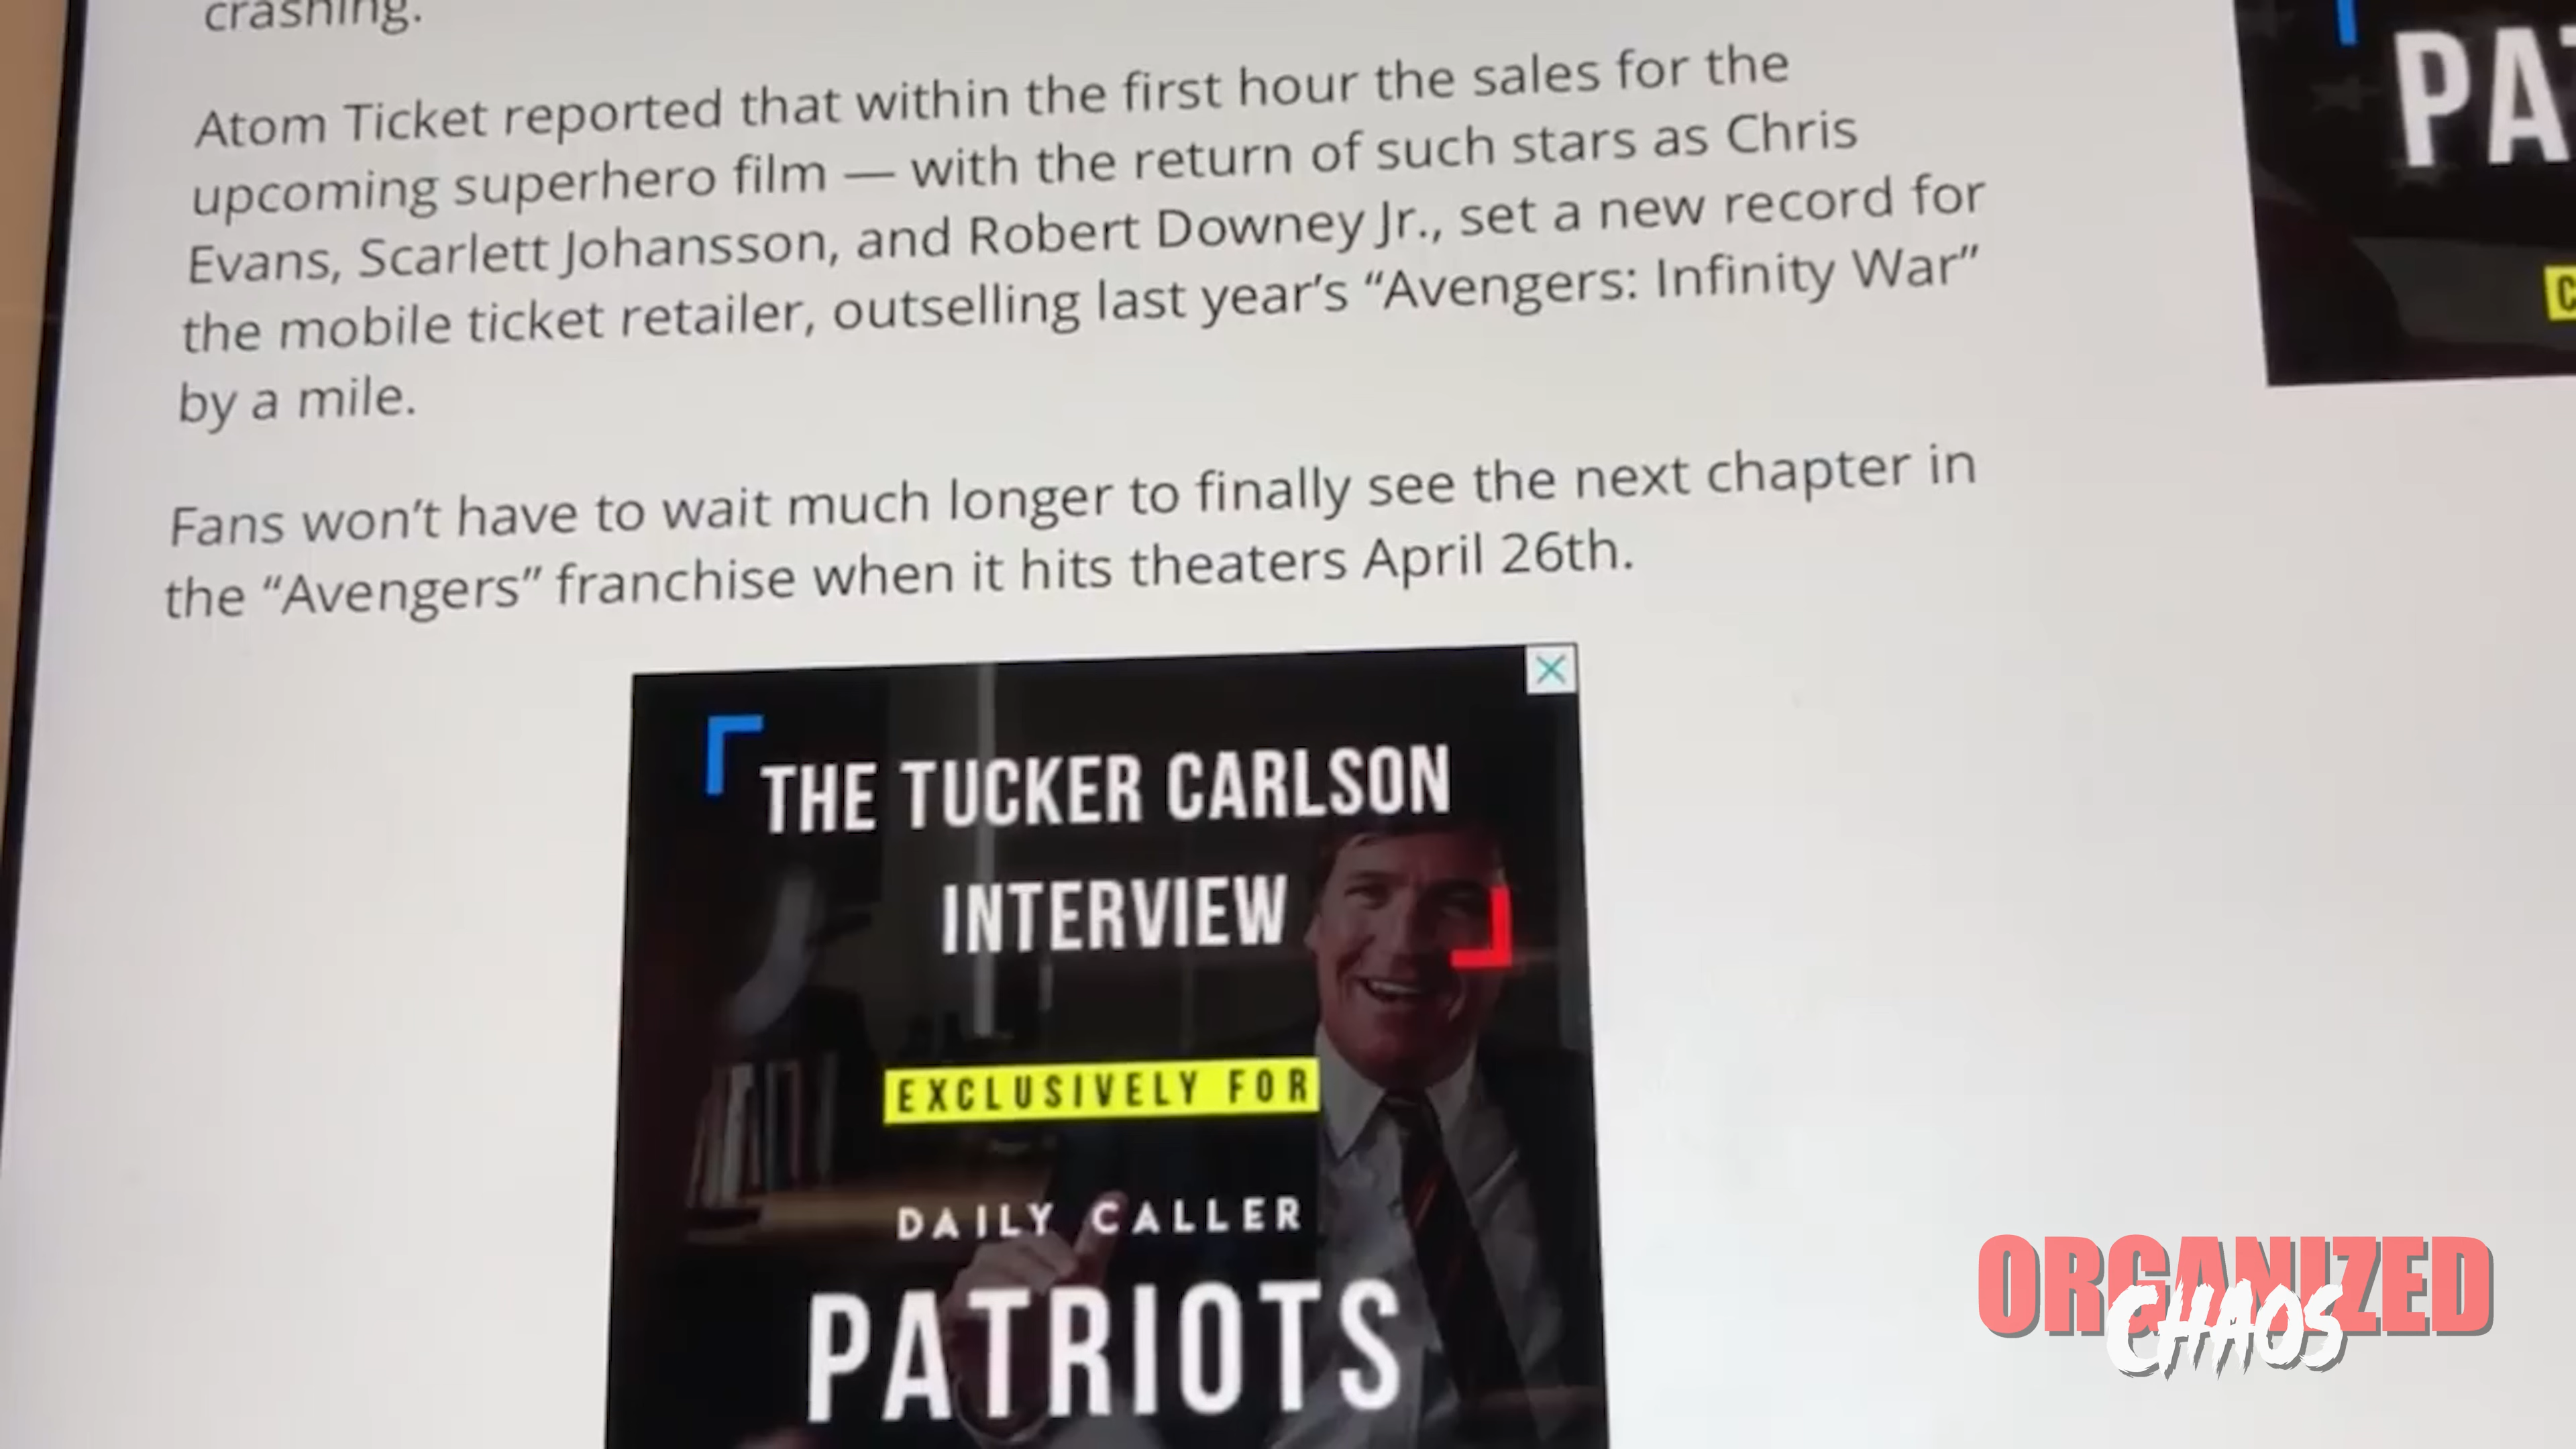 crashing.
Atom Ticket reported that within the first hour the sales for the
upcoming superhero film — with the return of such stars as Chris
Evans, Scarlett Johansson, and Robert Downey Jr., set a new record for
the mobile ticket retailer, outselling last year’s “Avengers: Infinity War”
by a mile.
Fans won’t have to wait much longer to finally see the next chapter in
the “Avengers” franchise when it hits theaters April 26th.
THE TUCKER CARLSON
INTERVIEW
EXCLUSIVELY FOR
DAILY CALLER
PATRIOTS
ORGANIZED
CHAOS